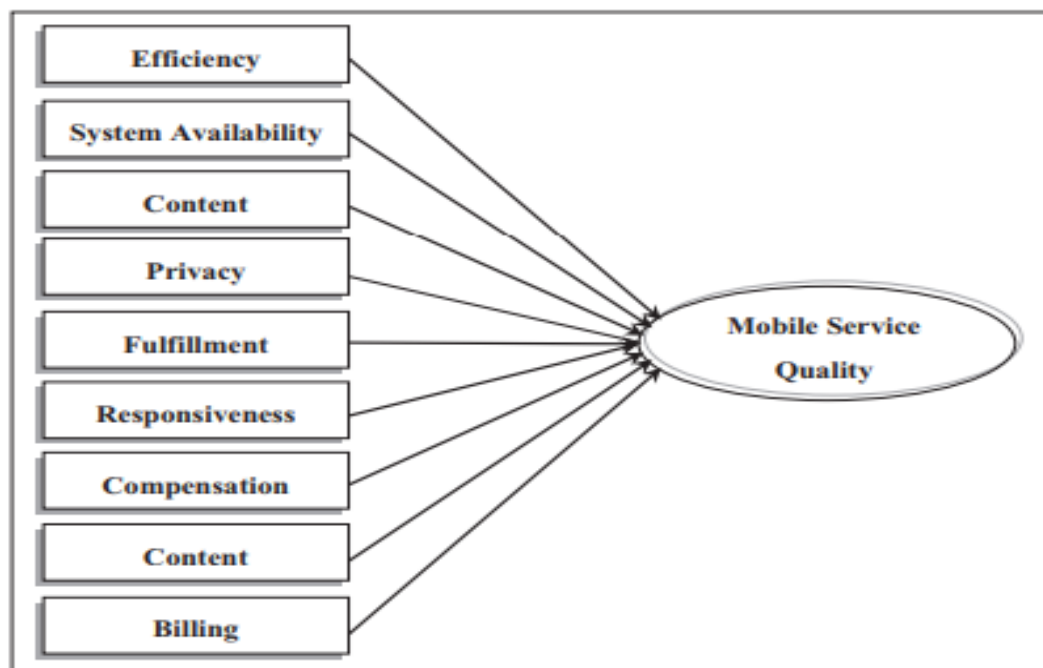 Efficiency
System Availability
Content
Privacy
Fulfillment
Responsiveness
Compensation
Content
Billing
Mobile Service
Quality